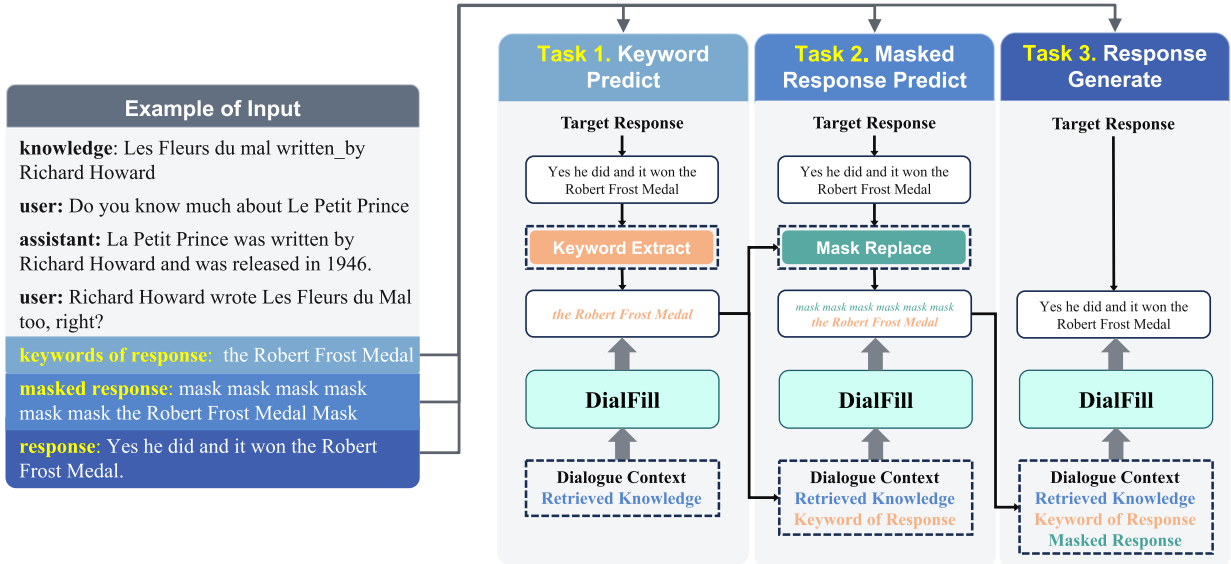 Example of Input
knowledge: Les Fleurs du mal written_by
Richard Howard
user: Do you know much about Le Petit Prince
assistant: La Petit Prince was written by
Richard Howard and was released in 1946.
user: Richard Howard wrote Les Fleurs du Mal
too, right?
keywords of response: the Robert Frost Medal
masked response: mask mask mask mask
mask mask the Robert Frost Medal Mask
response: Yes he did and it won the Robert
Frost Medal.
Task 1. Keyword
Predict
Target Response
Yes he did and it won the
Robert Frost Medal
Keyword Extract
the Robert Frost Medal
DialFill
Dialogue Context
Retrieved Knowledge
Task 2. Masked
Response Predict
Target Response
Yes he did and it won the
Robert Frost Medal
Mask Replace
mask mask mask mask mask mask
the Robert Frost Medal
DialFill
Dialogue Context
Retrieved Knowledge
Keyword of Response
Task 3. Response
Generate
Target Response
Yes he did and it won the
Robert Frost Medal
DialFill
Dialogue Context
Retrieved Knowledge
Keyword of Response
Masked Response